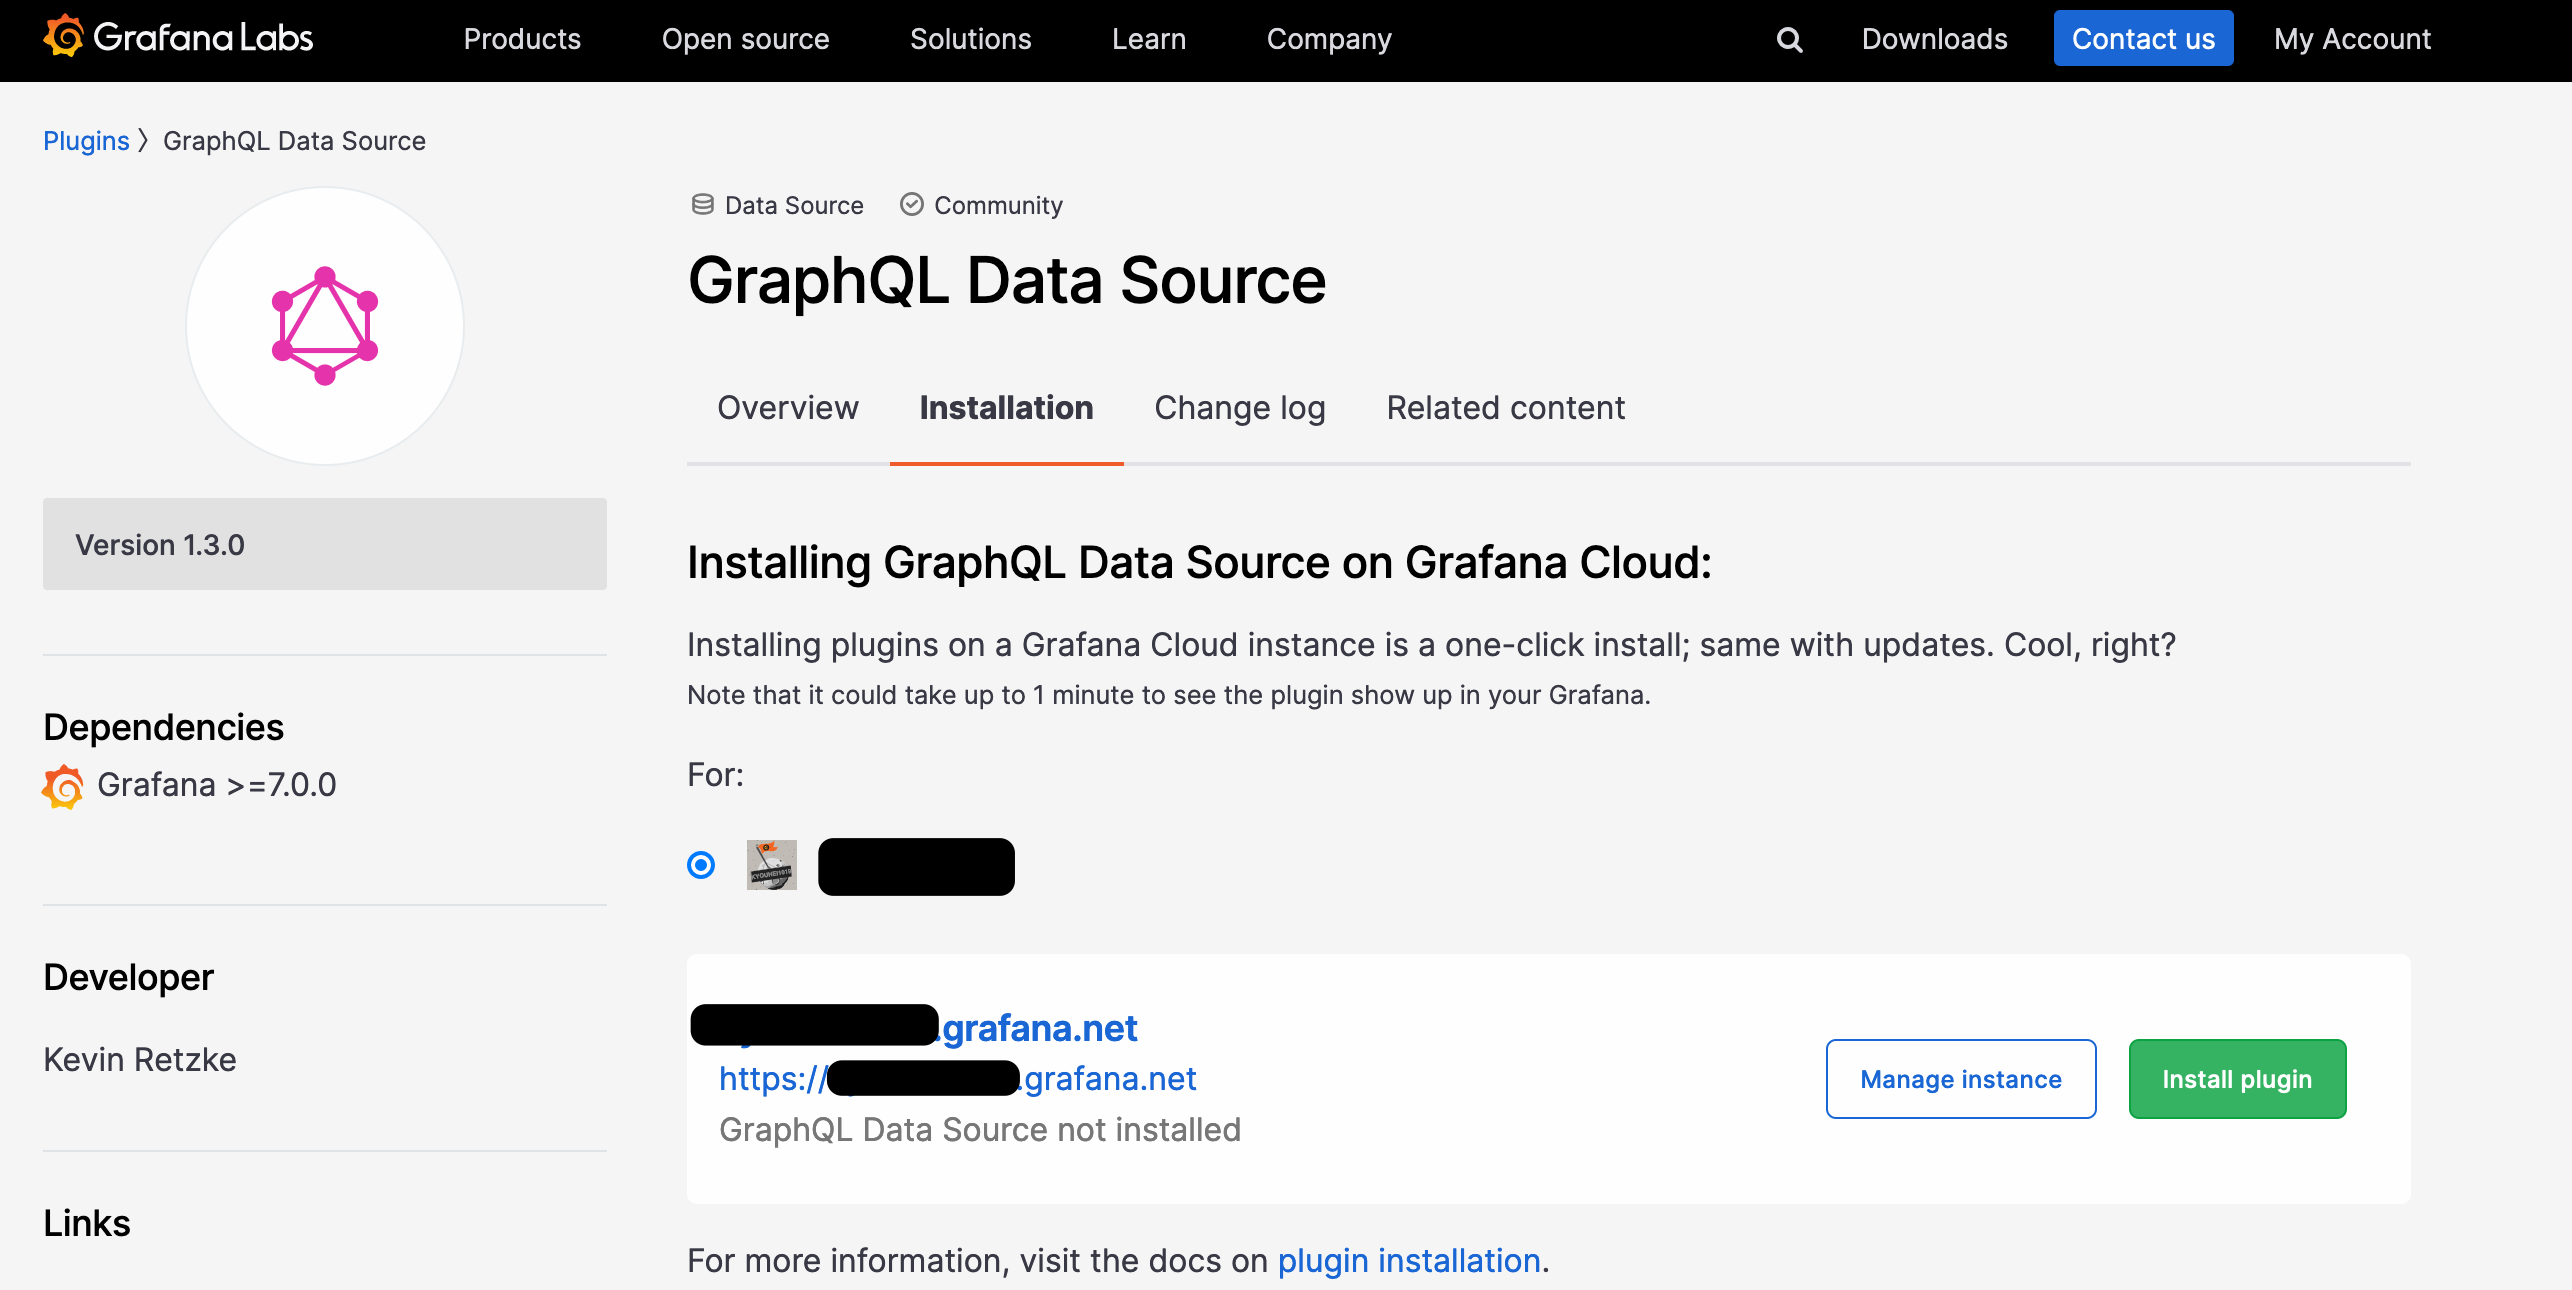 Grafana Labs Products Open source Solutions Learn Company Downloads Contact us My Account
Plugins 〉 GraphQL Data Source
Data Source Community
GraphQL Data Source
Overview Installation Change log Related content
Version 1.3.0
Dependencies
Grafana >=7.0.0
Developer
Kevin Retzke
Links
Installing GraphQL Data Source on Grafana Cloud:
Installing plugins on a Grafana Cloud instance is a one-click install; same with updates. Cool, right?
Note that it could take up to 1 minute to see the plugin show up in your Grafana.
For:
.grafana.net
https:// .grafana.net
GraphQL Data Source not installed
Manage instance Install plugin
For more information, visit the docs on plugin installation.